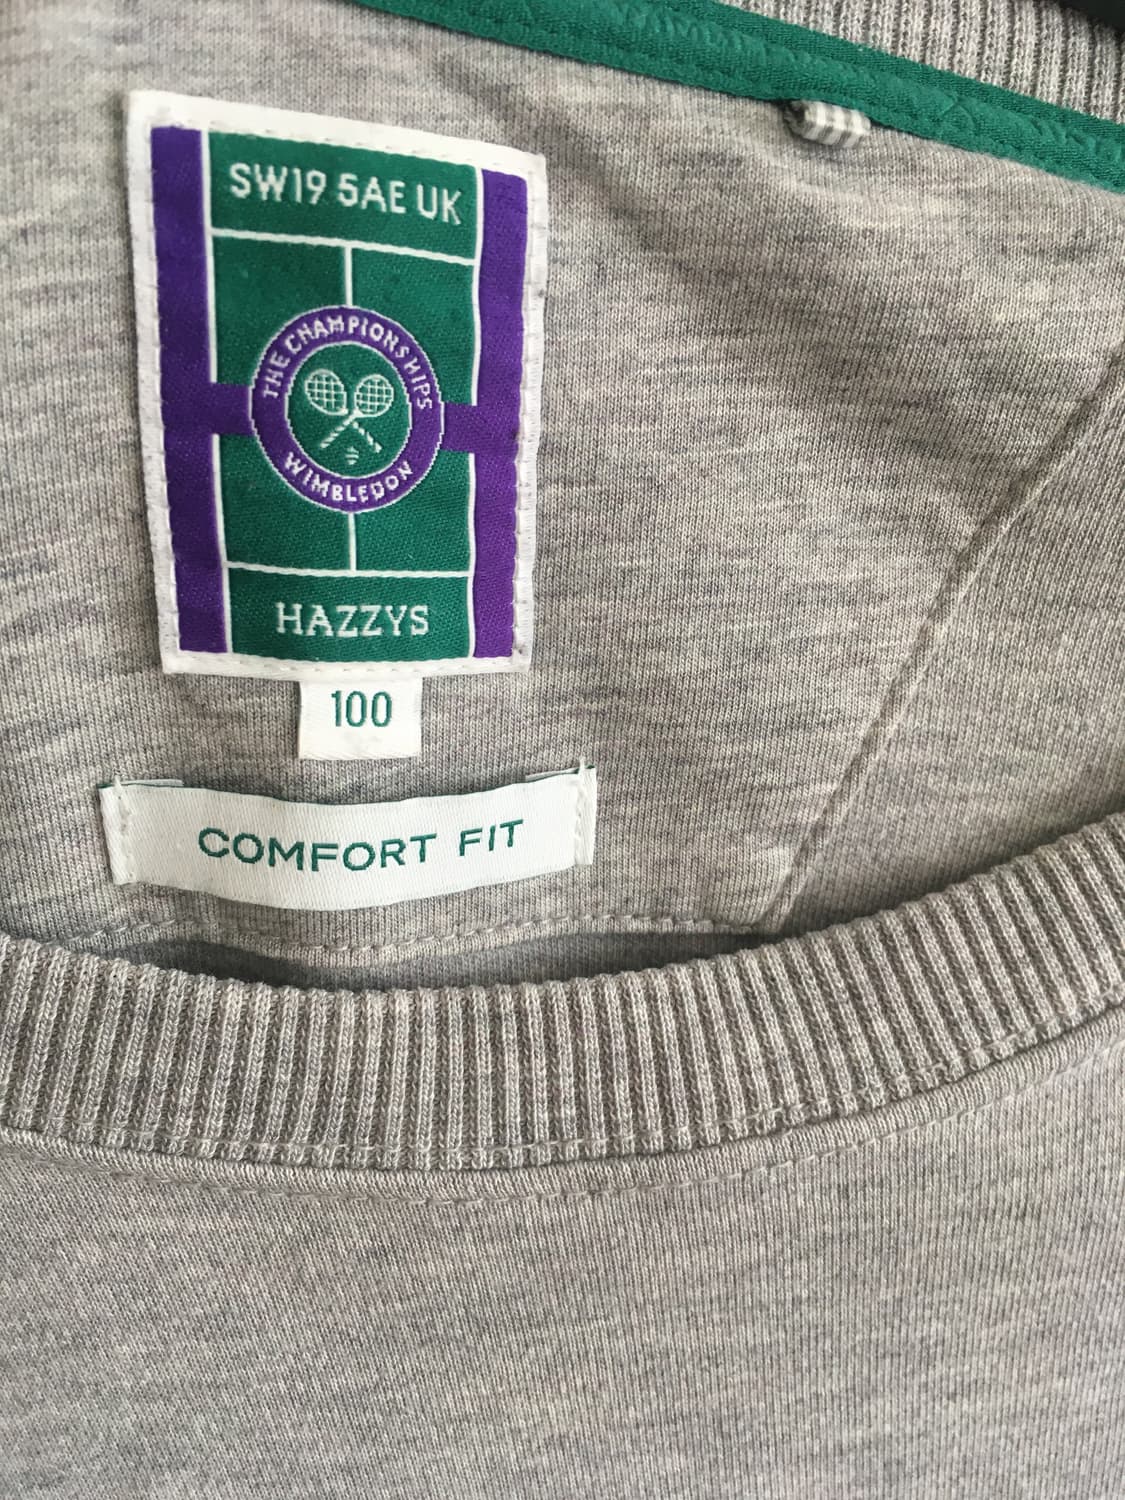 SW19 5AE UK
THE CHAMPIONSHIPS
WIMBLEDON
HAZZYS
100
COMFORT FIT